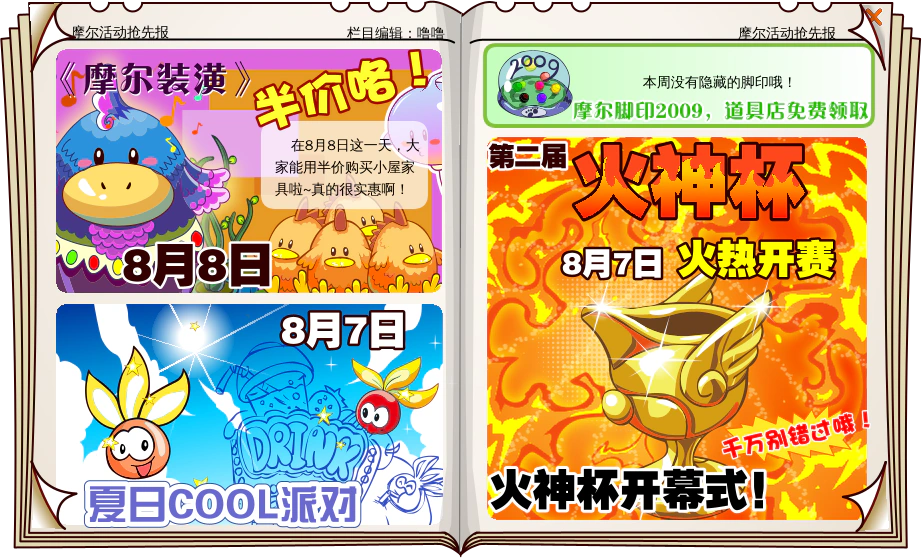 摩尔活动抢先报
栏目编辑：噜噜
《摩尔装潢》
半价咯！
在8月8日这一天，大
家能用半价购买小屋家
具啦~真的很实惠啊！
8月8日
8月7日
DRINK
夏日COOL派对
摩尔活动抢先报
2009
本周没有隐藏的脚印哦！
摩尔脚印2009，道具店免费领取
第二届
火神杯
8月7日 火热开赛
千万别错过哦！
火神杯开幕式！